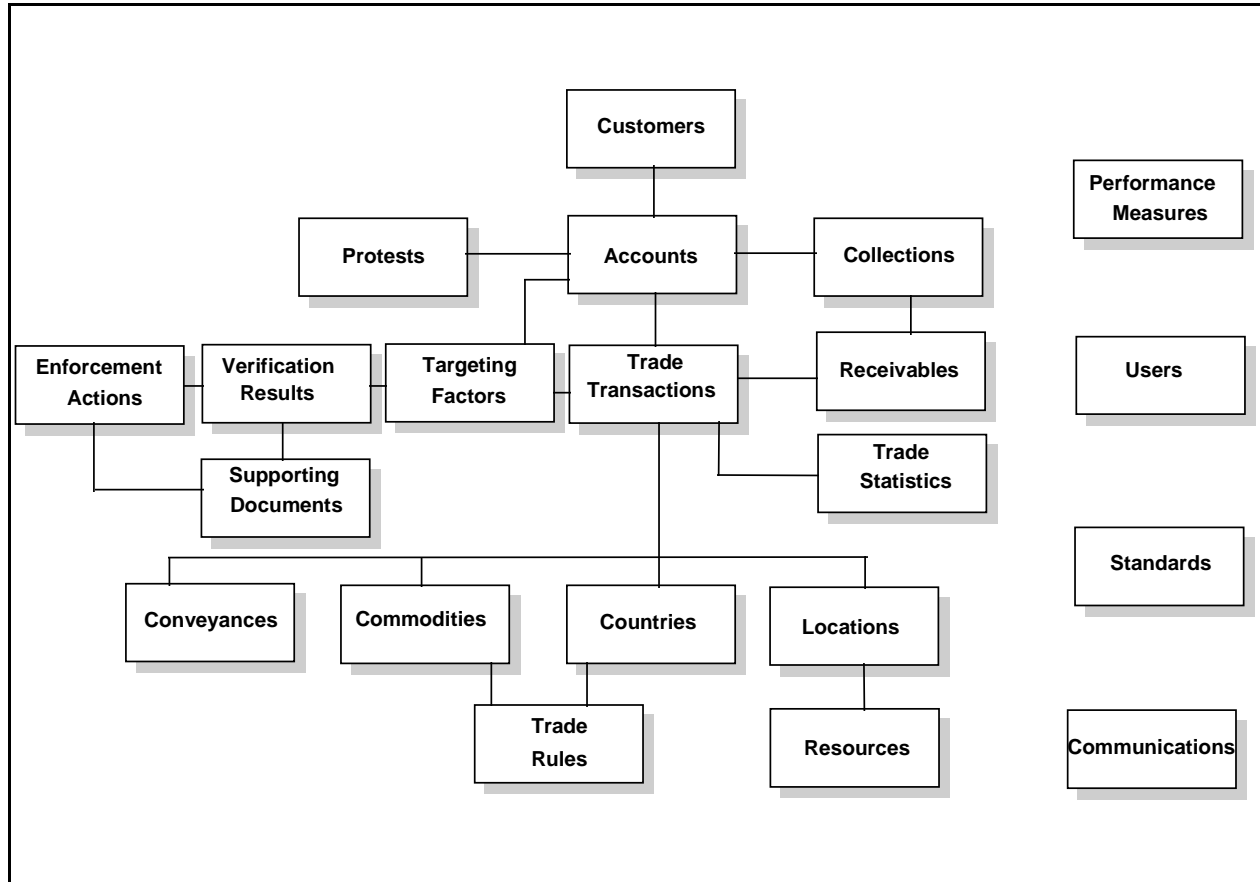 Customers
Performance
Measures
Protests
Accounts
Collections
Enforcement
Actions
Verification
Results
Targeting
Factors
Trade
Transactions
Receivables
Users
Supporting
Documents
Trade
Statistics
Standards
Conveyances
Commodities
Countries
Locations
Trade
Rules
Resources
Communications